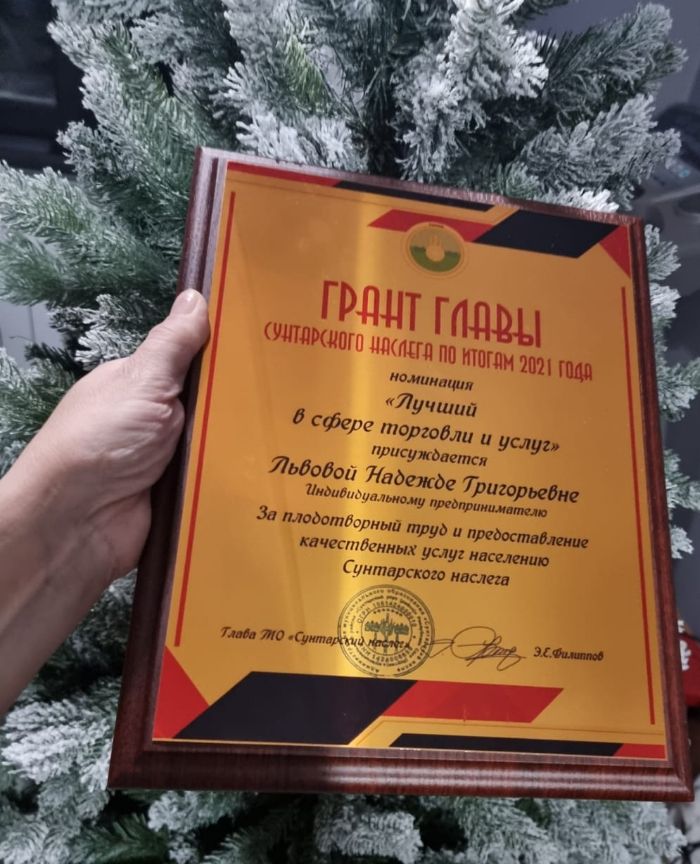 ГРАНТ ГЛАВЫ
СУНТАРСКОГО НАСЛЕГА ПО ИТОГАМ 2021 ГОДА
номинация
«Лучший
в сфере торговли и услуг»
присуждается
Львовой Надежде Григорьевне
Индивидуальному предпринимателю
За плодотворный труд и предоставление
качественных услуг населению
Сунтарского наслега
Глава МО «Сунтарский наслег» Э.Е.Филиппов